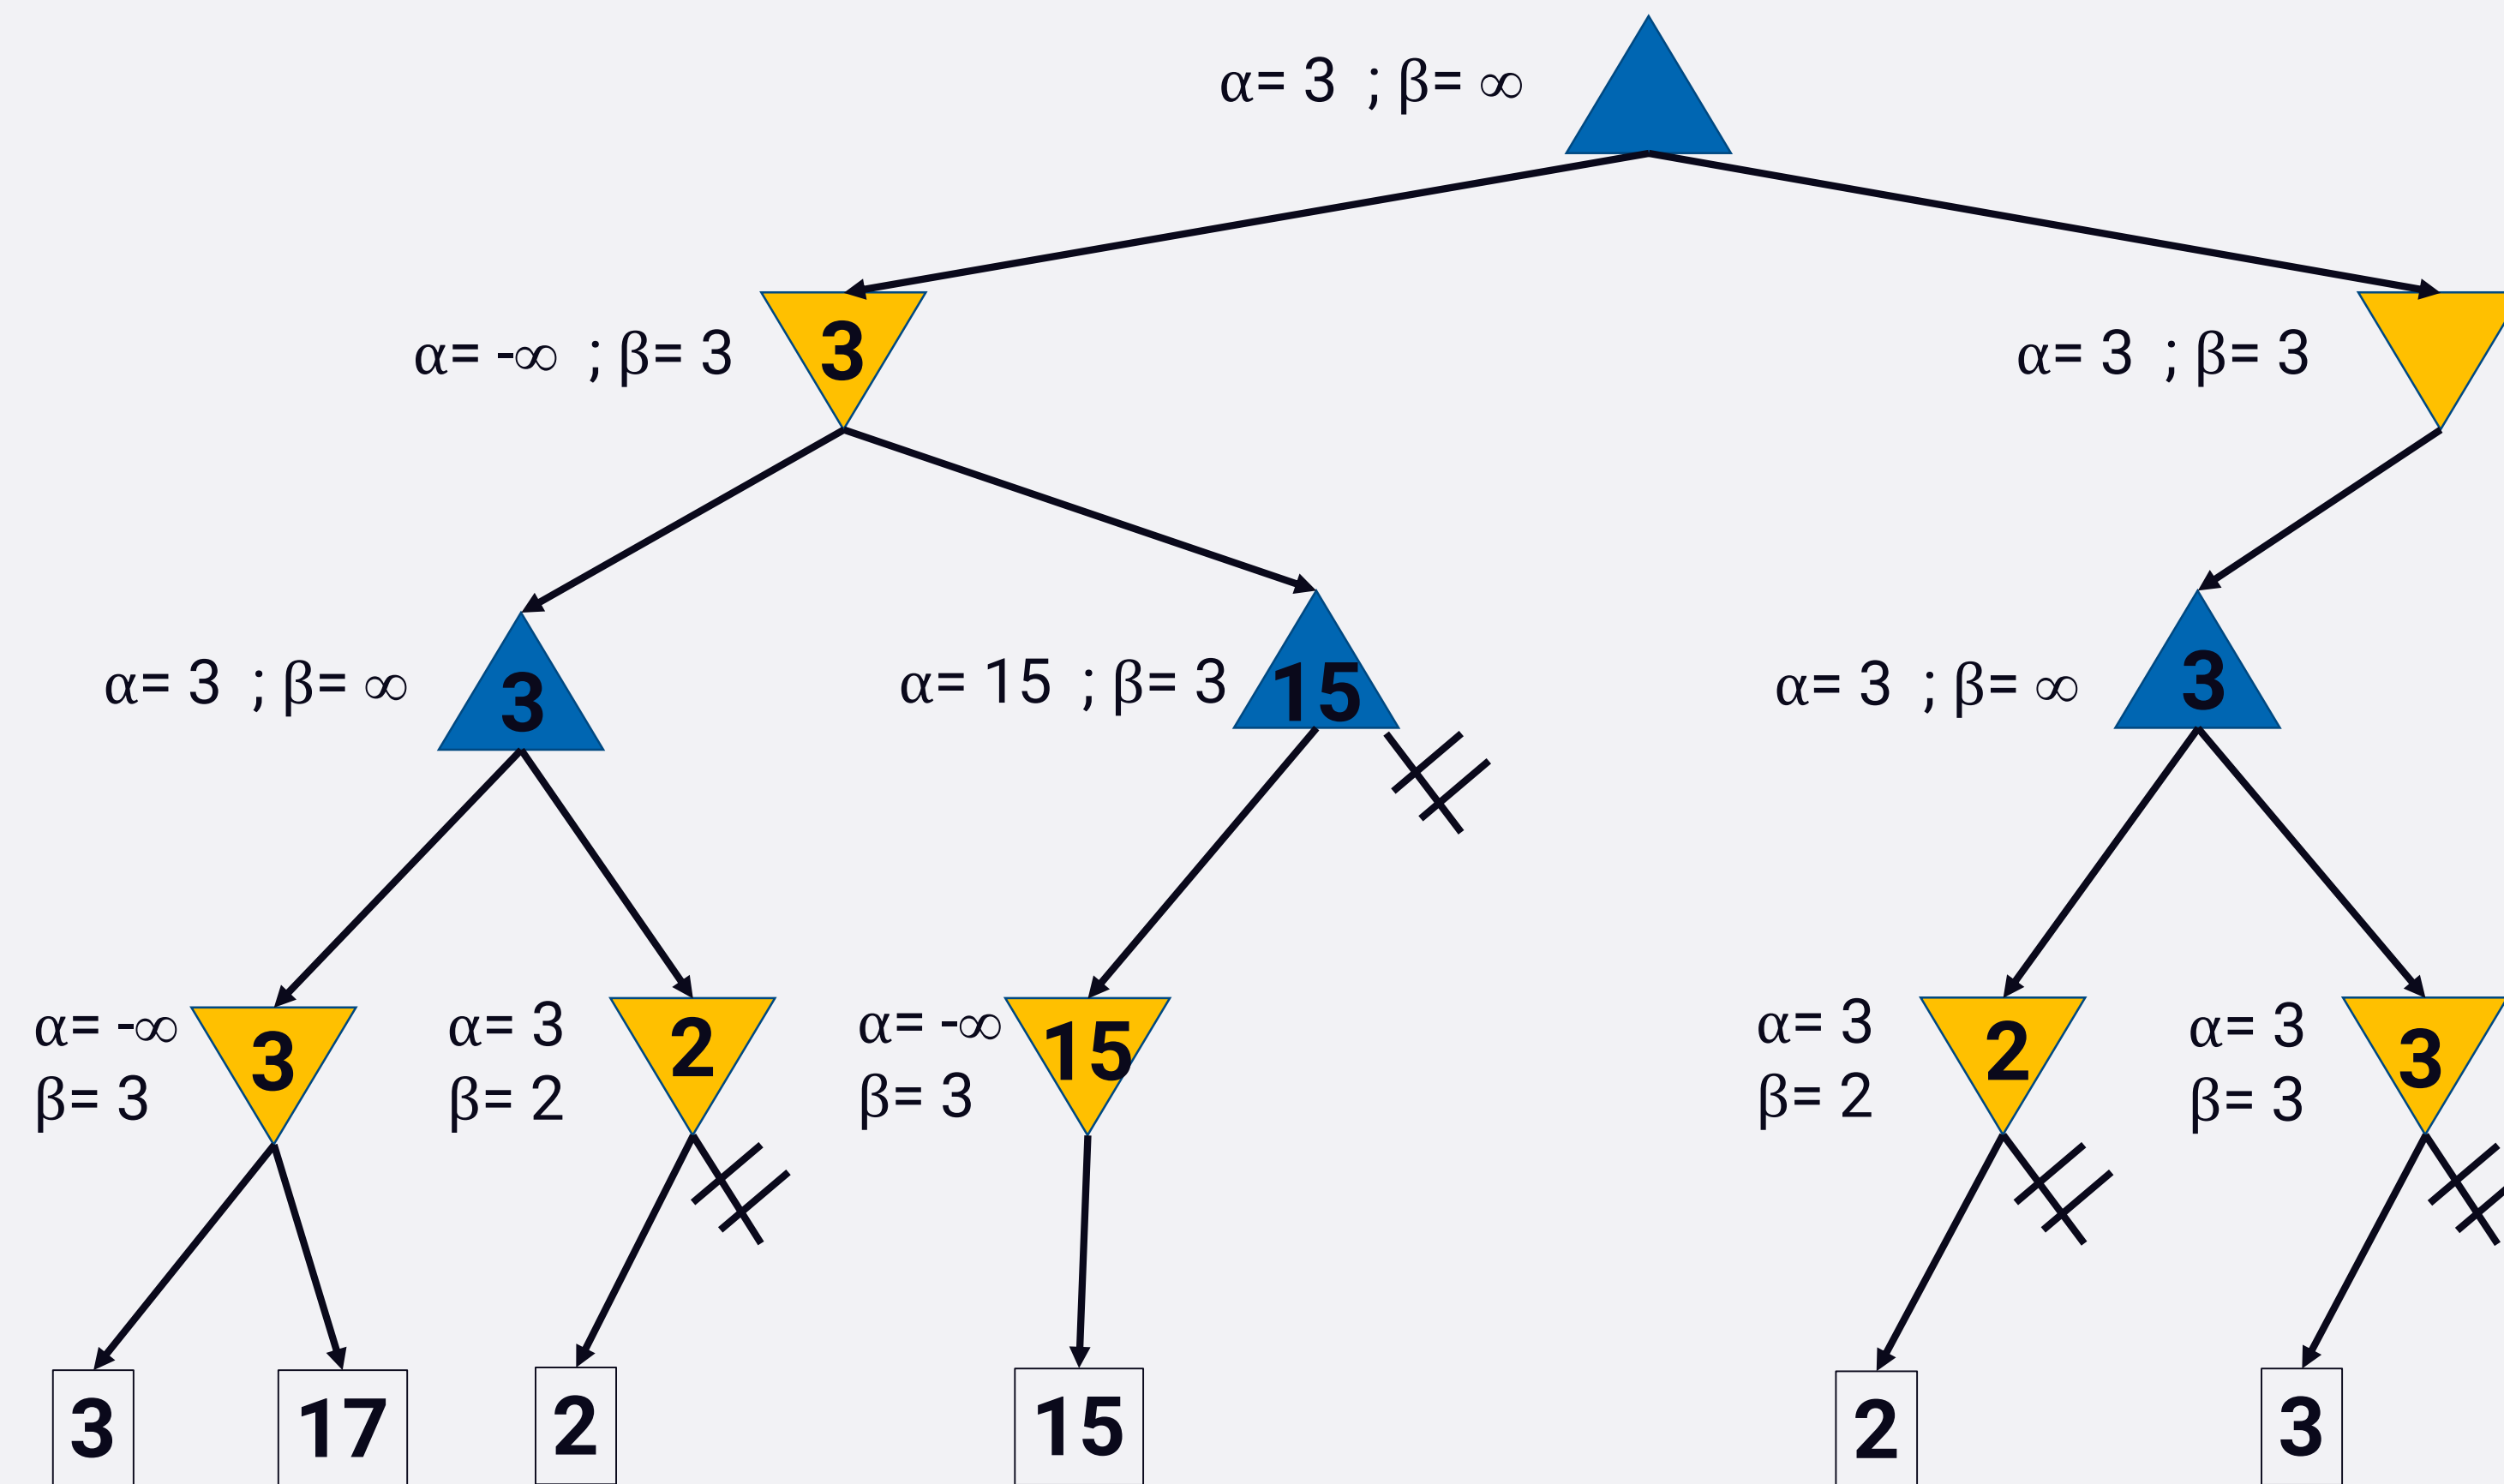 α= 3 ; β= ∞
α= -∞ ; β= 3
3
α= 3 ; β= 3
α= 3 ; β= ∞
3
α= 15 ; β= 3
15
α= 3 ; β= ∞
3
α= -∞
β= 3
3
α= 3
β= 2
2
α= -∞
β= 3
15
α= 3
β= 2
2
α= 3
β= 3
3
3
17
2
15
2
3